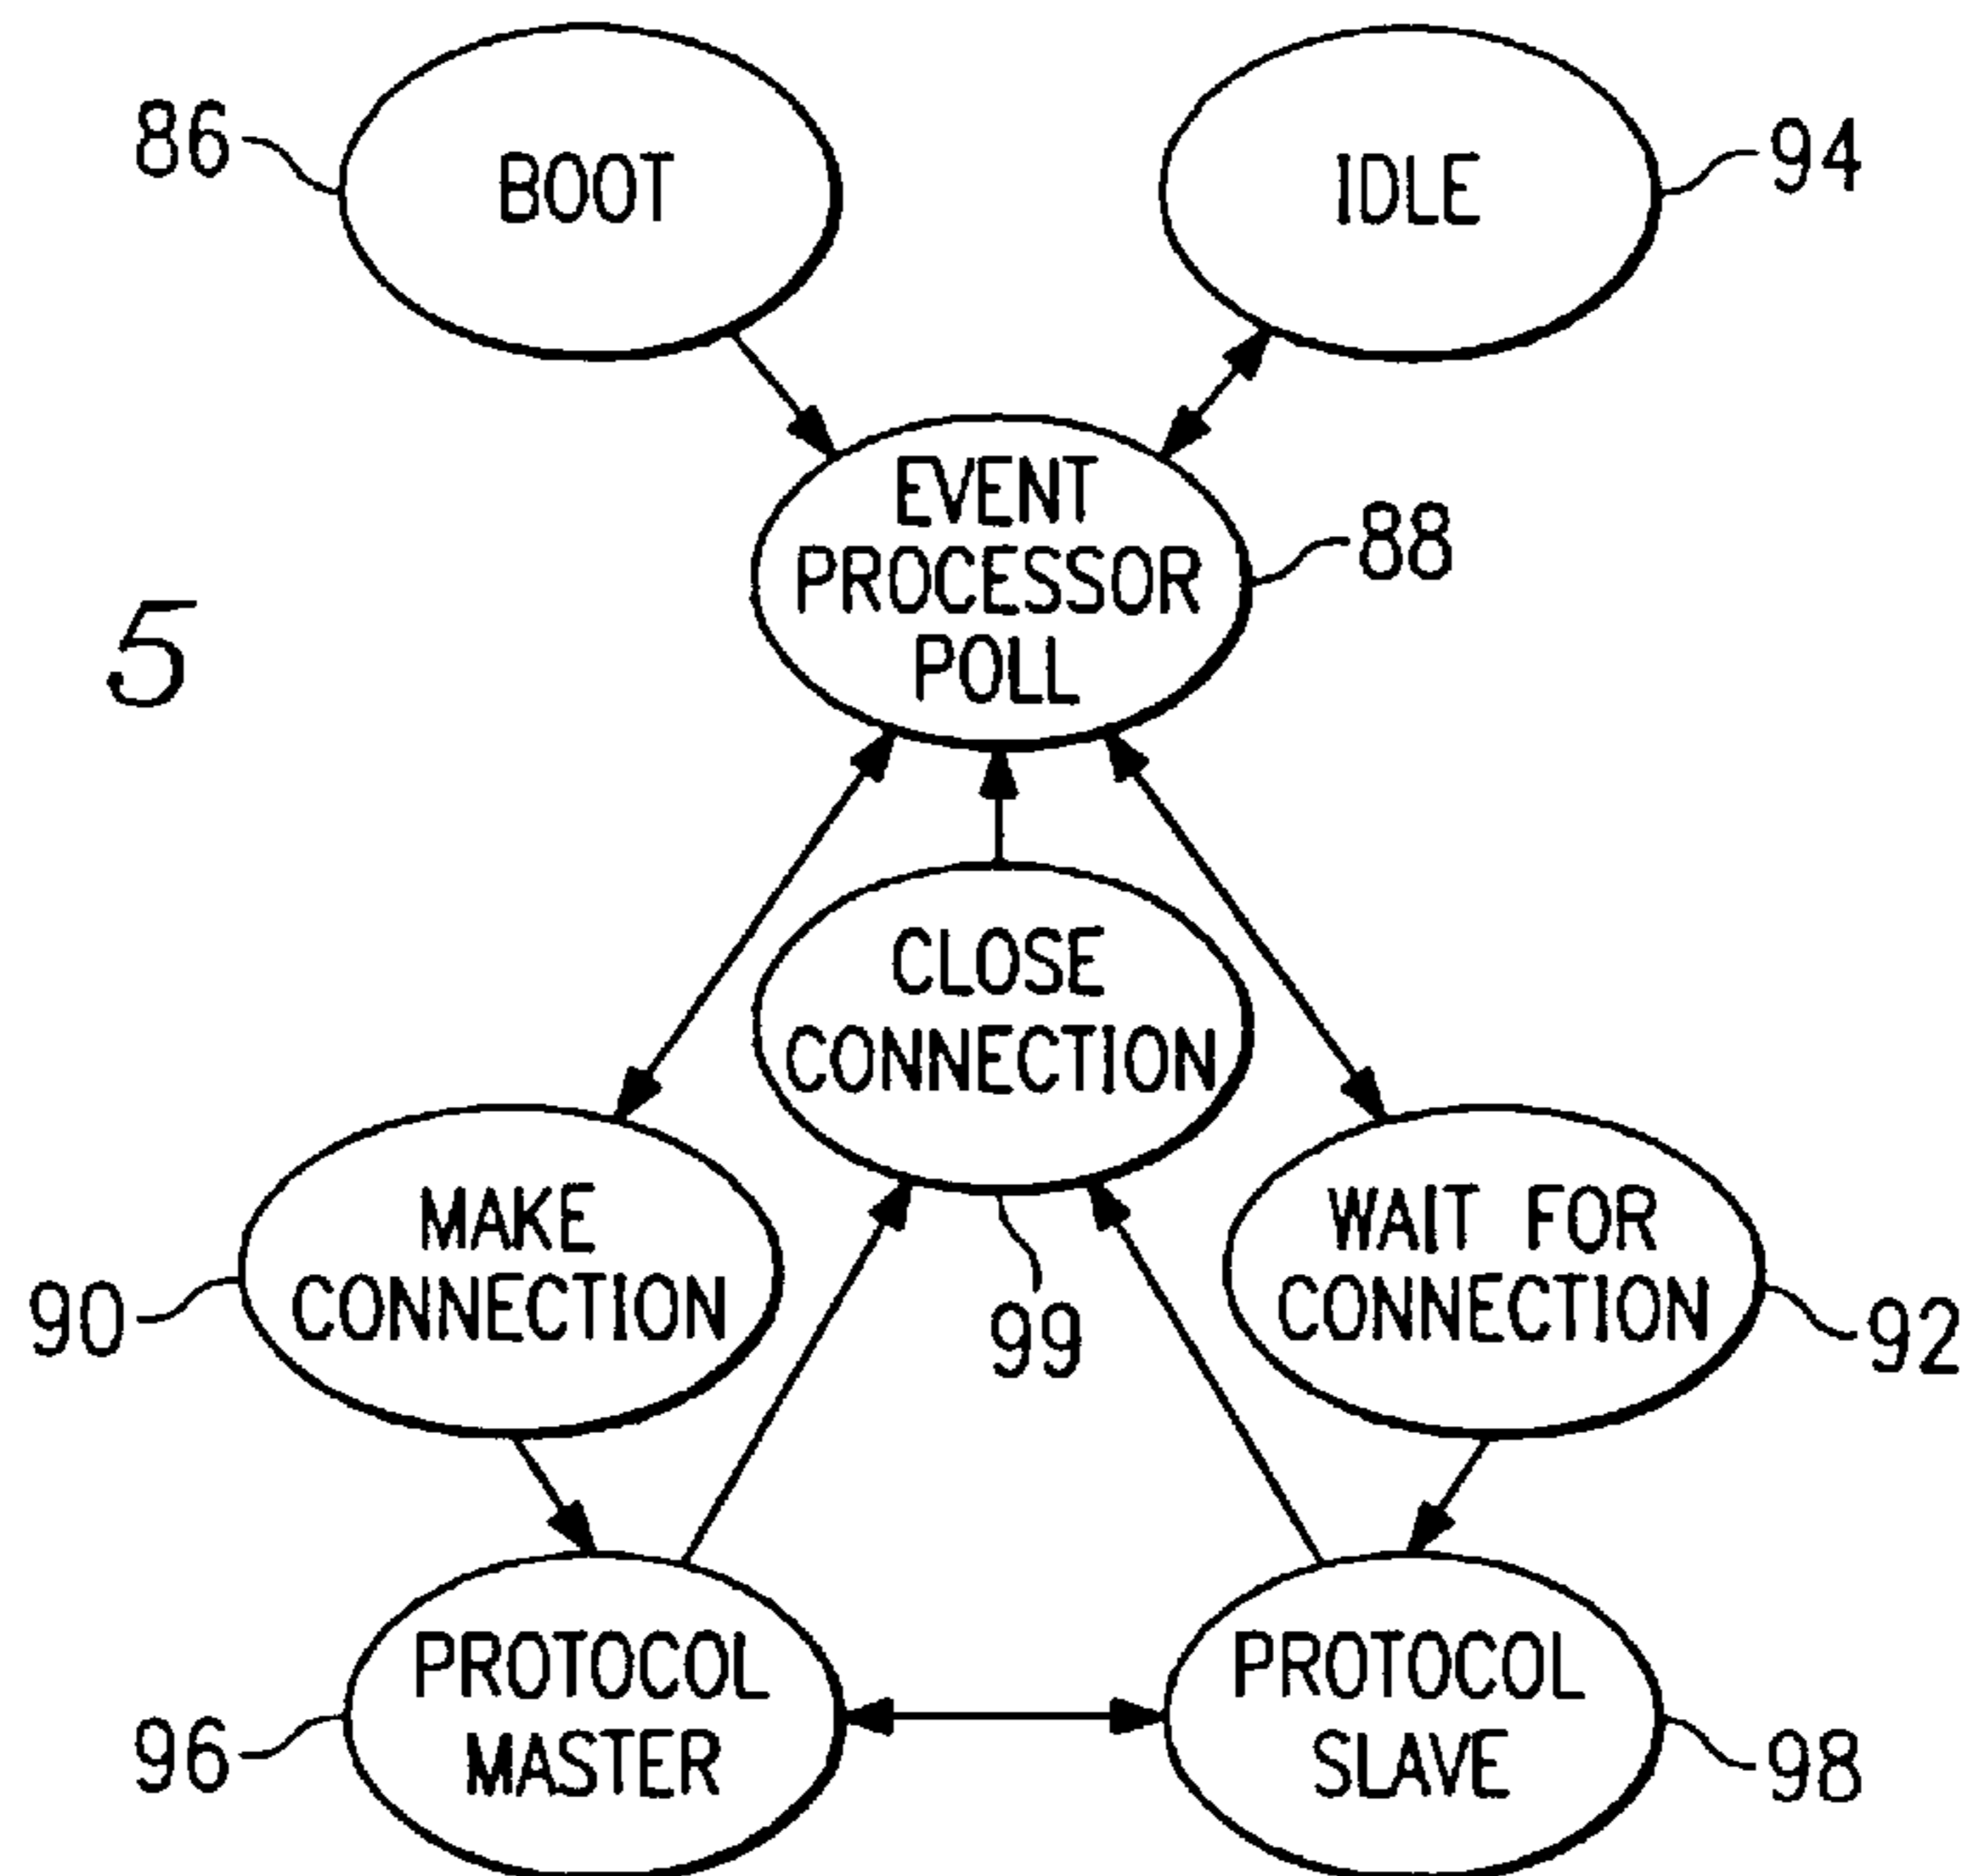 86
BOOT
IDLE
94
EVENT
PROCESSOR
POLL
88
5
CLOSE
CONNECTION
99
MAKE
CONNECTION
90
WAIT FOR
CONNECTION
92
PROTOCOL
MASTER
96
PROTOCOL
SLAVE
98